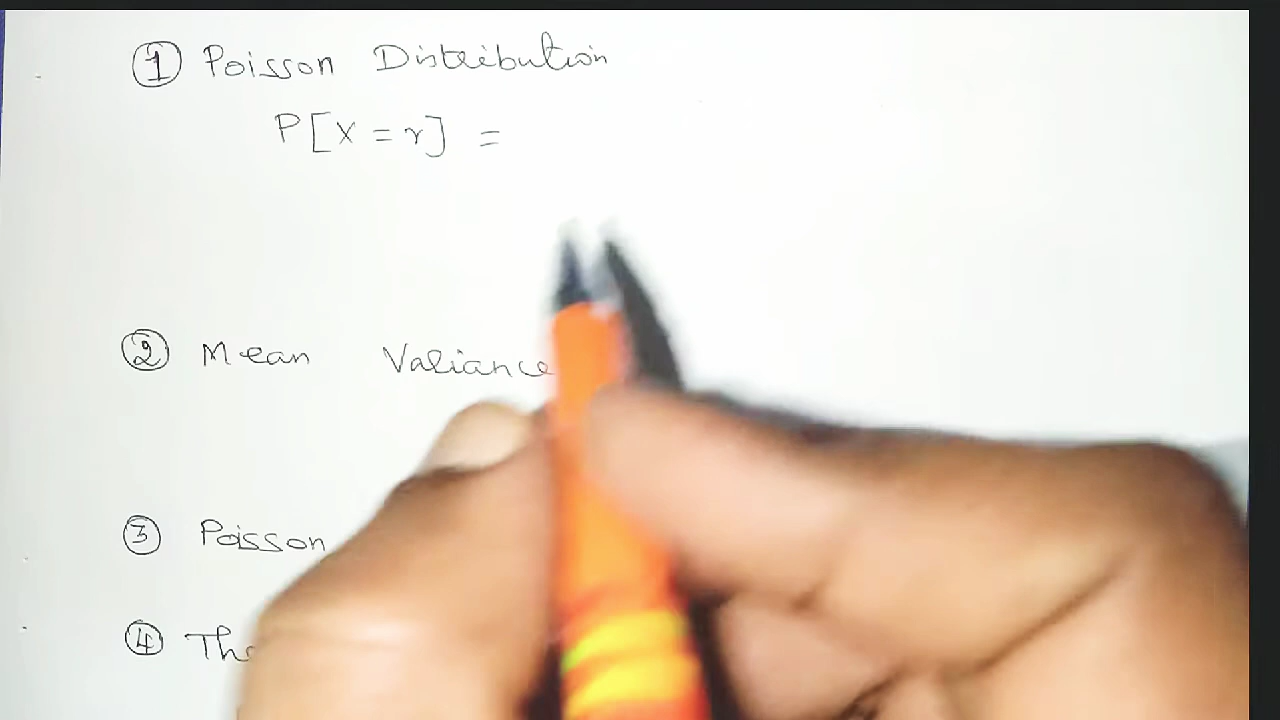 ① Poisson Distribution
P[X = r] =
② Mean Variance
③ Poisson
④